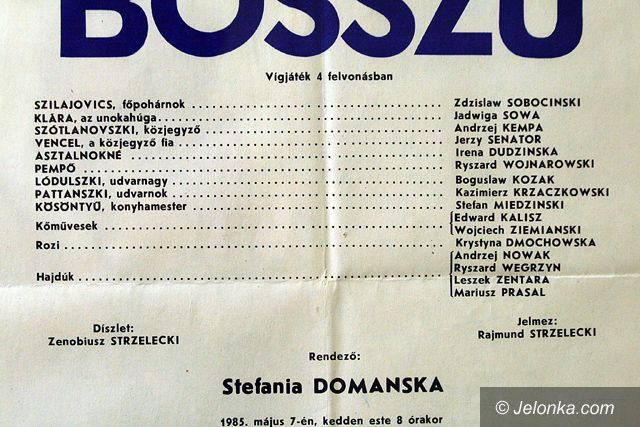 BOSSZÚ
Vígjáték 4 felvonásban
SZILAJOVICS, főpohárnok Zdzislaw SOBOCINSKI
KLÁRA, az unokahúga Jadwiga SOWA
SZÓTLANOVSZKI, közjegyző Andrzej KEMPA
VENCEL, a közjegyző fia Jerzy SENATOR
ASZTALNOKNÉ Irena DUDZINSKA
PEMPŐ Ryszard WOJNAROWSKI
LÓDULSZKI, udvarnagy Boguslaw KOZAK
PATTANSZKI, udvarnok Kazimierz KRZACZKOWSKI
KÖSÖNTYŰ, konyhamester Stefan MIEDZINSKI
Kőművesek Edward KALISZ
Wojciech ZIEMIANSKI
Rozi Krystyna DMOCHOWSKA
Hajdúk Andrzej NOWAK
Ryszard WEGRZYN
Leszek ZENTARA
Mariusz PRASAL
Díszlet:
Zenobiusz STRZELECKI
Jelmez:
Rajmund STRZELECKI
Rendező:
Stefania DOMANSKA
1985. május 7-én, kedden este 8 órakor
© Jelonka.com